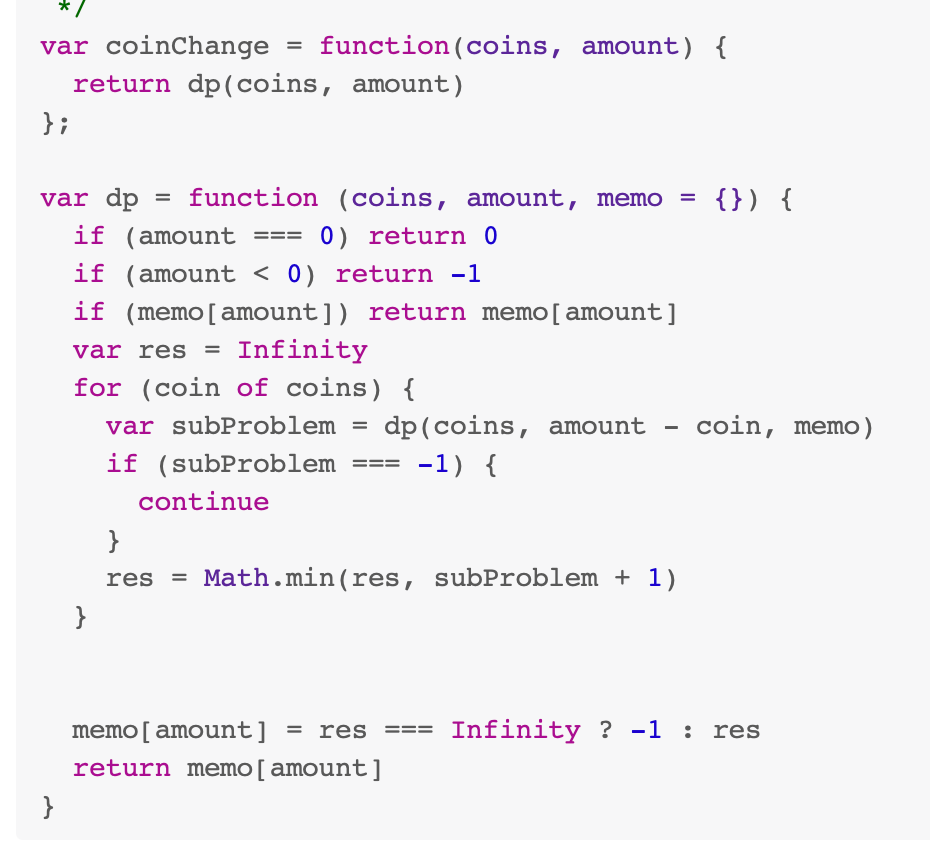 */
var coinChange = function(coins, amount) {
  return dp(coins, amount)
};

var dp = function (coins, amount, memo = {}) {
  if (amount === 0) return 0
  if (amount < 0) return -1
  if (memo[amount]) return memo[amount]
  var res = Infinity
  for (coin of coins) {
    var subProblem = dp(coins, amount - coin, memo)
    if (subProblem === -1) {
      continue
    }
    res = Math.min(res, subProblem + 1)
  }

  memo[amount] = res === Infinity ? -1 : res
  return memo[amount]
}